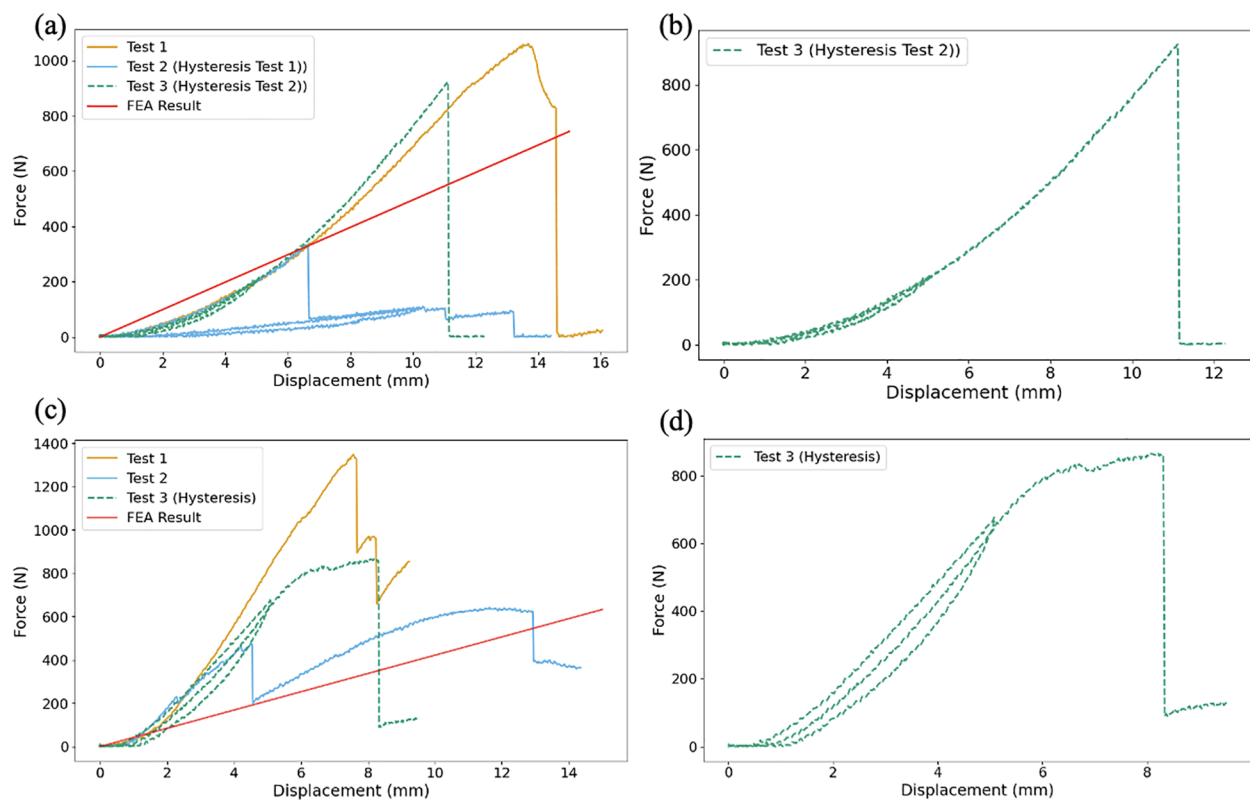 (a)
Test 1
Test 2 (Hysteresis Test 1))
Test 3 (Hysteresis Test 2))
FEA Result
1000
800
600
400
200
0
Force (N)
0 2 4 6 8 10 12 14 16
Displacement (mm)
(b)
Test 3 (Hysteresis Test 2))
800
600
400
200
0
Force (N)
0 2 4 6 8 10 12
Displacement (mm)
(c)
Test 1
Test 2
Test 3 (Hysteresis)
FEA Result
1400
1200
1000
800
600
400
200
0
Force (N)
0 2 4 6 8 10 12 14
Displacement (mm)
(d)
Test 3 (Hysteresis)
800
600
400
200
0
Force (N)
0 2 4 6 8
Displacement (mm)